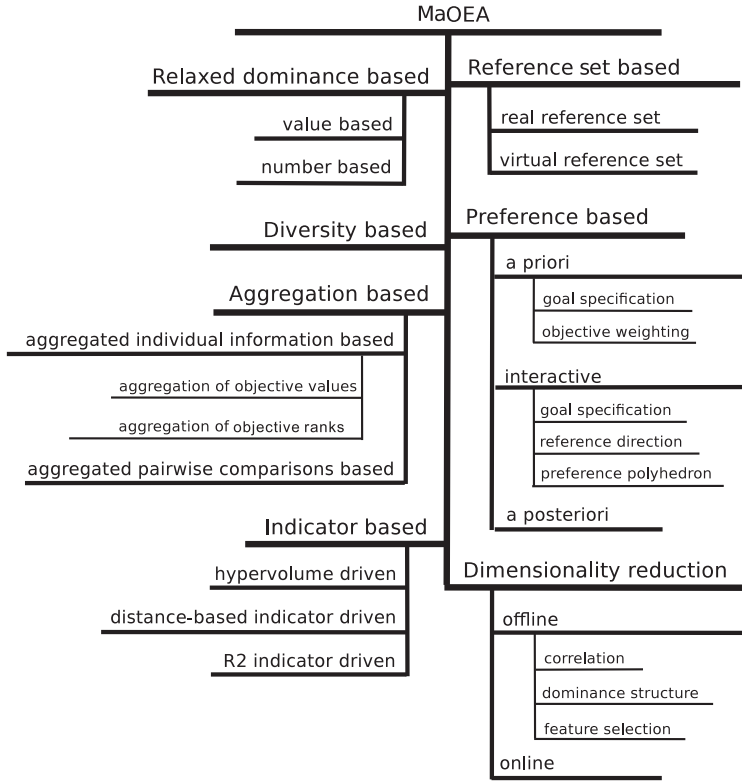 MaOEA
Relaxed dominance based
value based
number based
Diversity based
Aggregation based
aggregated individual information based
aggregation of objective values
aggregation of objective ranks
aggregated pairwise comparisons based
Indicator based
hypervolume driven
distance-based indicator driven
R2 indicator driven
Reference set based
real reference set
virtual reference set
Preference based
a priori
goal specification
objective weighting
interactive
goal specification
reference direction
preference polyhedron
a posteriori
Dimensionality reduction
offline
correlation
dominance structure
feature selection
online